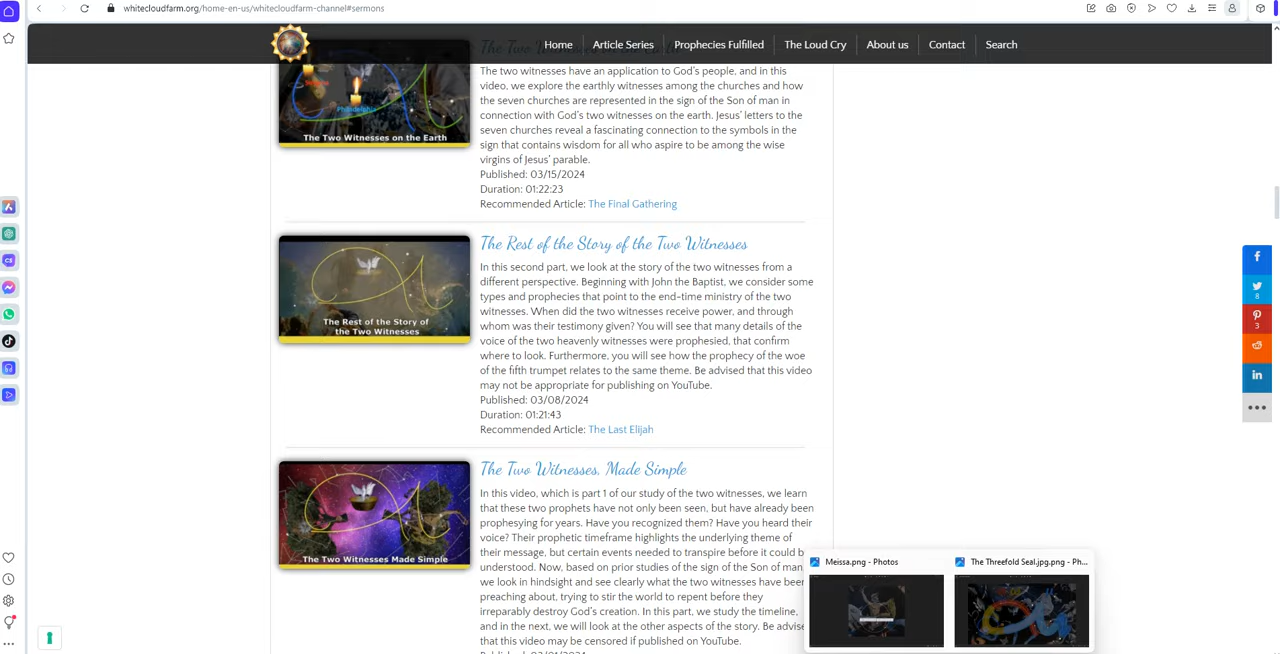 whitecloudfarm.org/home-en-us/whitecloudfarm-channel#sermons
Home
Article Series
Prophecies Fulfilled
The Loud Cry
About us
Contact
Search
The Two Witnesses on the Earth
The two witnesses have an application to God's people, and in this
video, we explore the earthly witnesses among the churches and how
the seven churches are represented in the sign of the Son of man in
connection with God's two witnesses on the earth. Jesus' letters to the
seven churches reveal a fascinating connection to the symbols in the
sign that contains wisdom for all who aspire to be among the wise
virgins of Jesus' parable.
Published: 03/15/2024
Duration: 01:22:23
Recommended Article: The Final Gathering
The Rest of the Story of
the Two Witnesses
The Rest of the Story of the Two Witnesses
In this second part, we look at the story of the two witnesses from a
different perspective. Beginning with John the Baptist, we consider some
types and prophecies that point to the end-time ministry of the two
witnesses. When did the two witnesses receive power, and through
whom was their testimony given? You will see that many details of the
voice of the two heavenly witnesses were prophesied, that confirm
where to look. Furthermore, you will see how the prophecy of the woe
of the fifth trumpet relates to the same theme. Be advised that this video
may not be appropriate for publishing on YouTube.
Published: 03/08/2024
Duration: 01:21:43
Recommended Article: The Last Elijah
The Two Witnesses Made Simple
The Two Witnesses, Made Simple
In this video, which is part 1 of our study of the two witnesses, we learn
that these two prophets have not only been seen, but have already been
prophesying for years. Have you recognized them? Have you heard their
voice? Their prophetic timeframe highlights the underlying theme of
their message, but certain events needed to transpire before it could b
understood. Now, based on prior studies of the sign of the Son of man
we look in hindsight and see clearly what the two witnesses have been
preaching about, trying to stir the world to repent before they
irreparably destroy God's creation. In this part, we study the timeline,
and in the next, we will look at the other aspects of the story. Be advise
that this video may be censored if published on YouTube.
8
3
Meissa.png - Photos
The Threefold Seal.jpg.png - Ph...